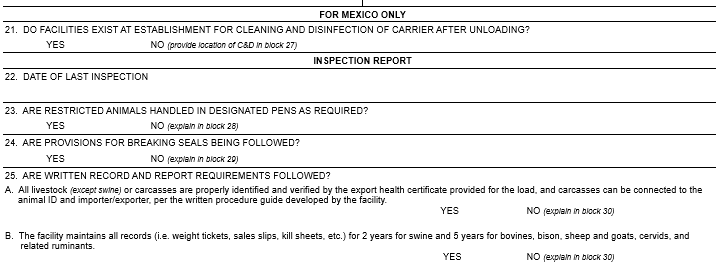 FOR MEXICO ONLY
21. DO FACILITIES EXIST AT ESTABLISHMENT FOR CLEANING AND DISINFECTION OF CARRIER AFTER UNLOADING?
YES NO (provide location of C&D in block 27)
INSPECTION REPORT
22. DATE OF LAST INSPECTION
23. ARE RESTRICTED ANIMALS HANDLED IN DESIGNATED PENS AS REQUIRED?
YES NO (explain in block 28)
24. ARE PROVISIONS FOR BREAKING SEALS BEING FOLLOWED?
YES NO (explain in block 29)
25. ARE WRITTEN RECORD AND REPORT REQUIREMENTS FOLLOWED?
A. All livestock (except swine) or carcasses are properly identified and verified by the export health certificate provided for the load, and carcasses can be connected to the
animal ID and importer/exporter, per the written procedure guide developed by the facility.
YES NO (explain in block 30)
B. The facility maintains all records (i.e. weight tickets, sales slips, kill sheets, etc.) for 2 years for swine and 5 years for bovines, bison, sheep and goats, cervids, and
related ruminants.
YES NO (explain in block 30)